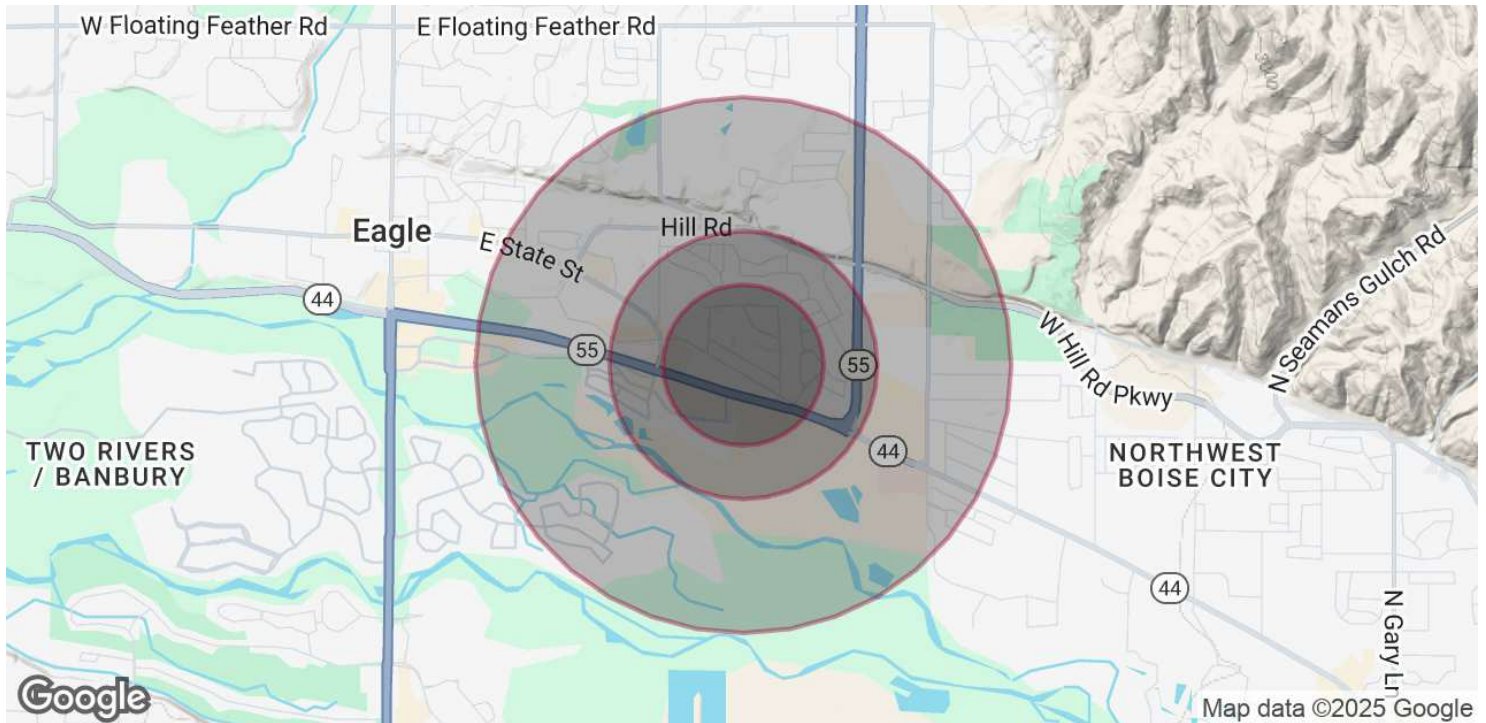 W Floating Feather Rd
E Floating Feather Rd
Eagle
E State St
Hill Rd
44
55
55
W Hill Rd Pkwy
N Seamans Gulch Rd
TWO RIVERS
/ BANBURY
44
NORTHWEST
BOISE CITY
44
N Gary Ln
Google
Map data ©2025 Google